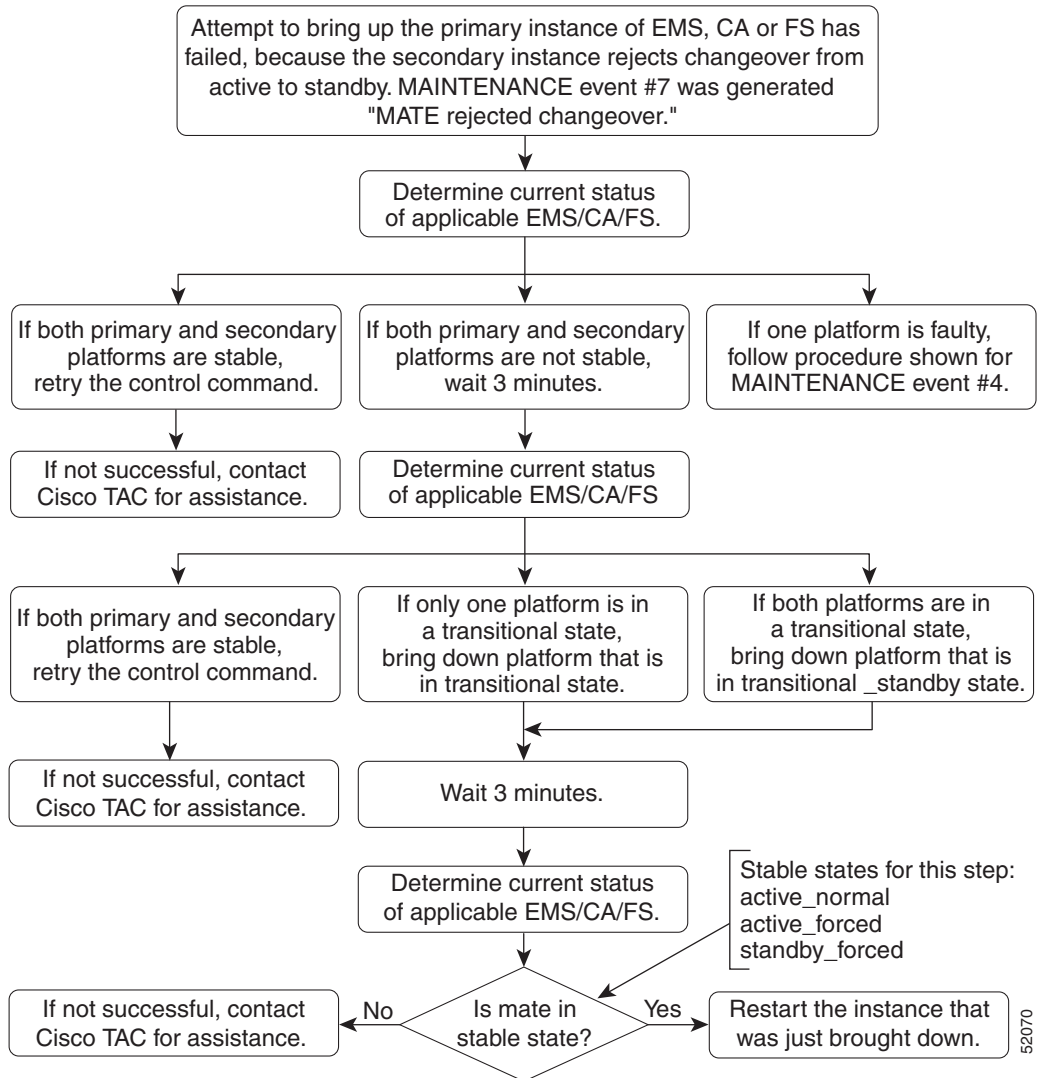 Attempt to bring up the primary instance of EMS, CA or FS has
failed, because the secondary instance rejects changeover from
active to standby. MAINTENANCE event #7 was generated
"MATE rejected changeover."
Determine current status
of applicable EMS/CA/FS.
If both primary and secondary
platforms are stable,
retry the control command.
If both primary and secondary
platforms are not stable,
wait 3 minutes.
If one platform is faulty,
follow procedure shown for
MAINTENANCE event #4.
If not successful, contact
Cisco TAC for assistance.
Determine current status
of applicable EMS/CA/FS
If both primary and secondary
platforms are stable,
retry the control command.
If only one platform is in
a transitional state,
bring down platform that is
in transitional state.
If both platforms are in
a transitional state,
bring down platform that is
in transitional _standby state.
If not successful, contact
Cisco TAC for assistance.
Wait 3 minutes.
Determine current status
of applicable EMS/CA/FS.
Stable states for this step:
active_normal
active_forced
standby_forced
If not successful, contact
Cisco TAC for assistance.
No
Is mate in
stable state?
Yes
Restart the instance that
was just brought down.
52070